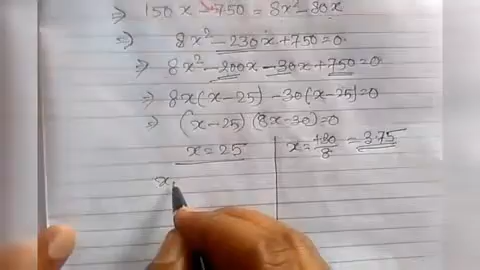 ⇒ 150x - 750 = 8x² - 80x
⇒ 8x² - 230x + 750 = 0
⇒ 8x² - 200x - 30x + 750 = 0
⇒ 8x(x - 25) - 30(x - 25) = 0
⇒ (x - 25) (8x - 30) = 0
x = 25
x = +30/8 = 3.75
x